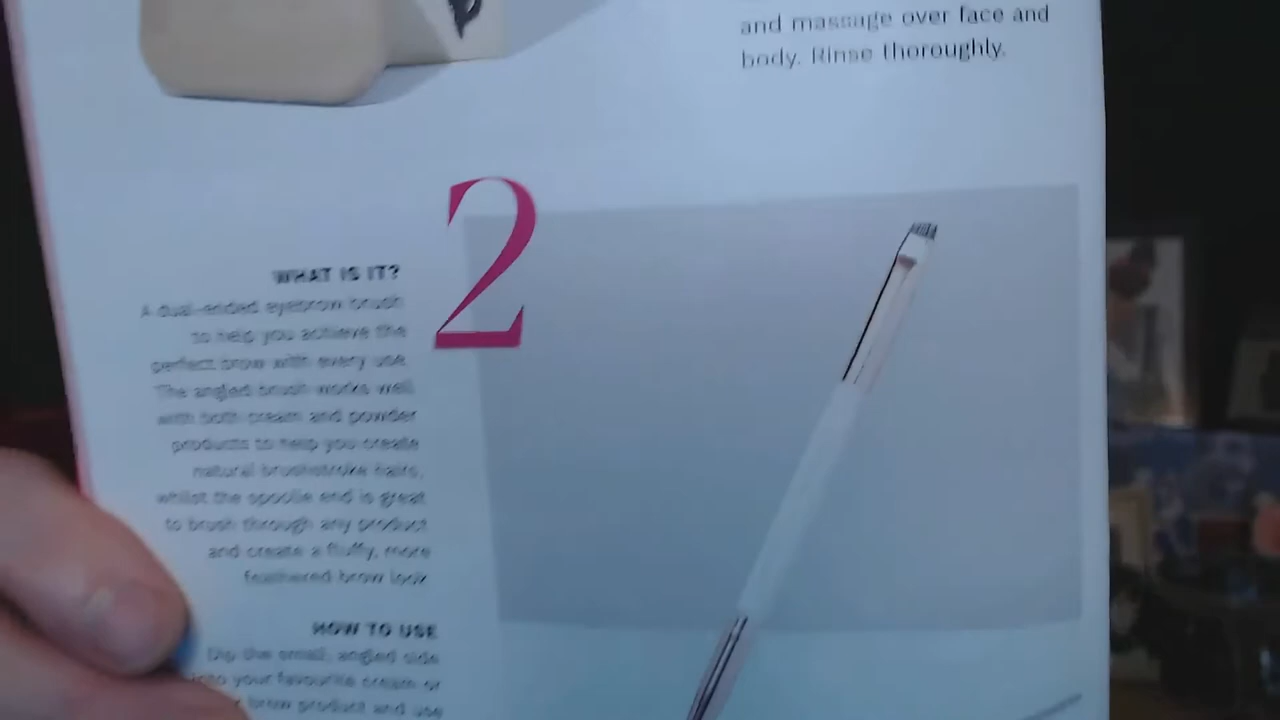 and massage over face and
body. Rinse thoroughly.
2
WHAT IS IT?
A dual-ended eyebrow brush
to help you achieve the
perfect brow with every use.
The angled brush works well
with both cream and powder
products to help you create
natural brushstroke hairs,
whilst the spoolie end is great
to brush through any product
and create a fluffy, more
feathered brow look.
HOW TO USE
Dip the small, angled side
into your favourite cream or
brow product and use